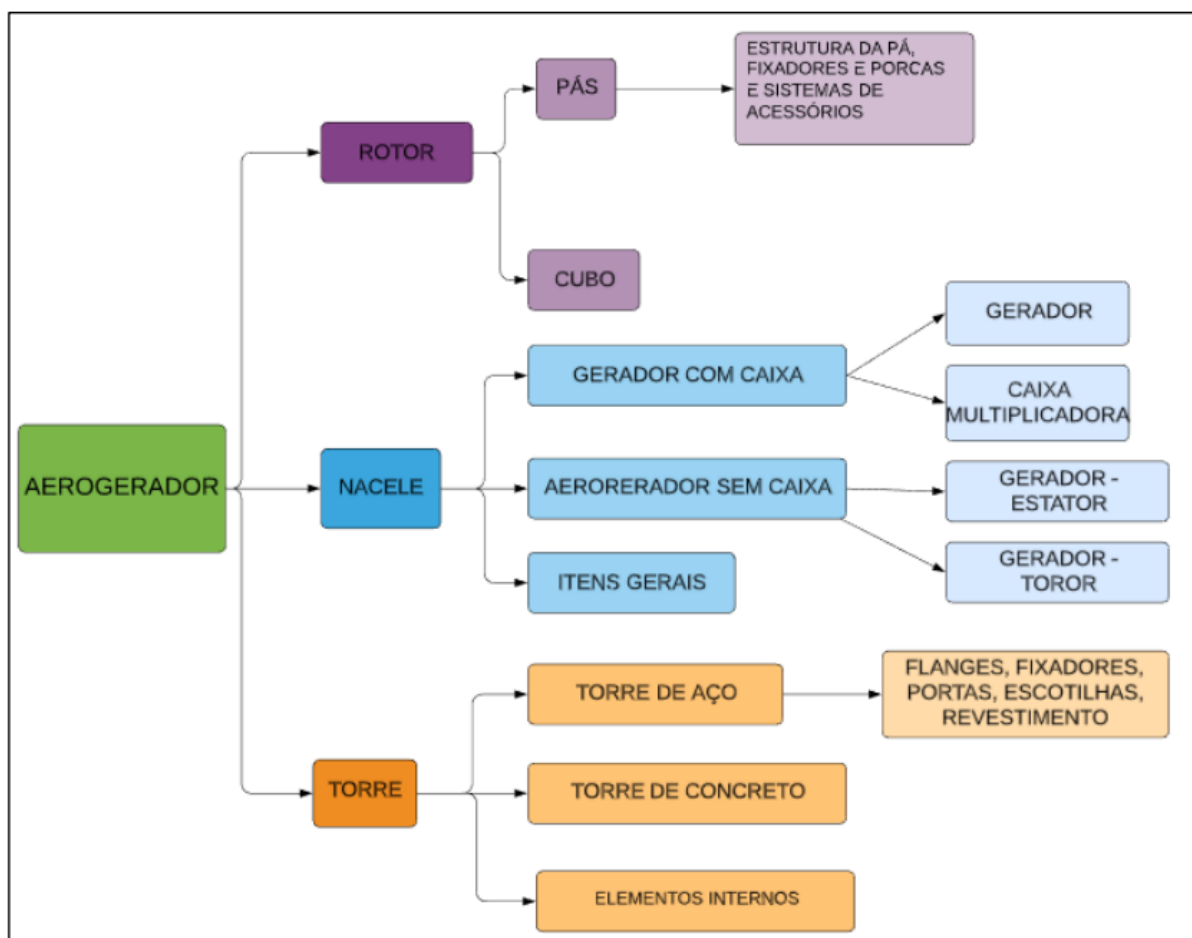 ESTRUTURA DA PÁ,
FIXADORES E PORCAS
E SISTEMAS DE
ACESSÓRIOS
PÁS
ROTOR
CUBO
GERADOR
GERADOR COM CAIXA
CAIXA
MULTIPLICADORA
AEROGERADOR
NACELE
AERORERADOR SEM CAIXA
GERADOR -
ESTATOR
GERADOR -
TOROR
ITENS GERAIS
TORRE DE AÇO
FLANGES, FIXADORES,
PORTAS, ESCOTILHAS,
REVESTIMENTO
TORRE
TORRE DE CONCRETO
ELEMENTOS INTERNOS